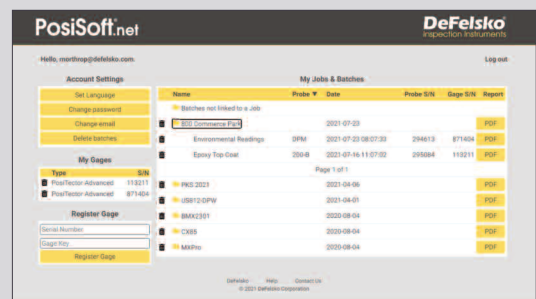 PosiSoft.net
DeFelsko
Inspection Instruments
Hello, morthrop@defelsko.com
Log out
Account Settings
Set Language
Change password
Change email
Delete batches
My Gages
Type S/N
PosiTector Advanced 113211
PosiTector Advanced 871404
Register Gage
Serial Number
Gage Key
Register Gage
My Jobs & Batches
Name Probe ▼ Date Probe S/N Gage S/N Report
Batches not linked to a Job
800 Commerce Park 2021-07-23 PDF
Environmental Readings DPM 2021-07-23 08:07:33 294613 871404 PDF
Epoxy Top Coat 200-B 2021-07-16 11:07:02 295084 113211 PDF
Page 1 of 1
PKS 2021 2021-04-06 PDF
US812/DPW 2021-04-01 PDF
BMX2301 2020-08-04 PDF
CX85 2020-08-04 PDF
MXPro 2020-08-04 PDF
DeFelsko Help Contact Us
© 2021 DeFelsko Corporation